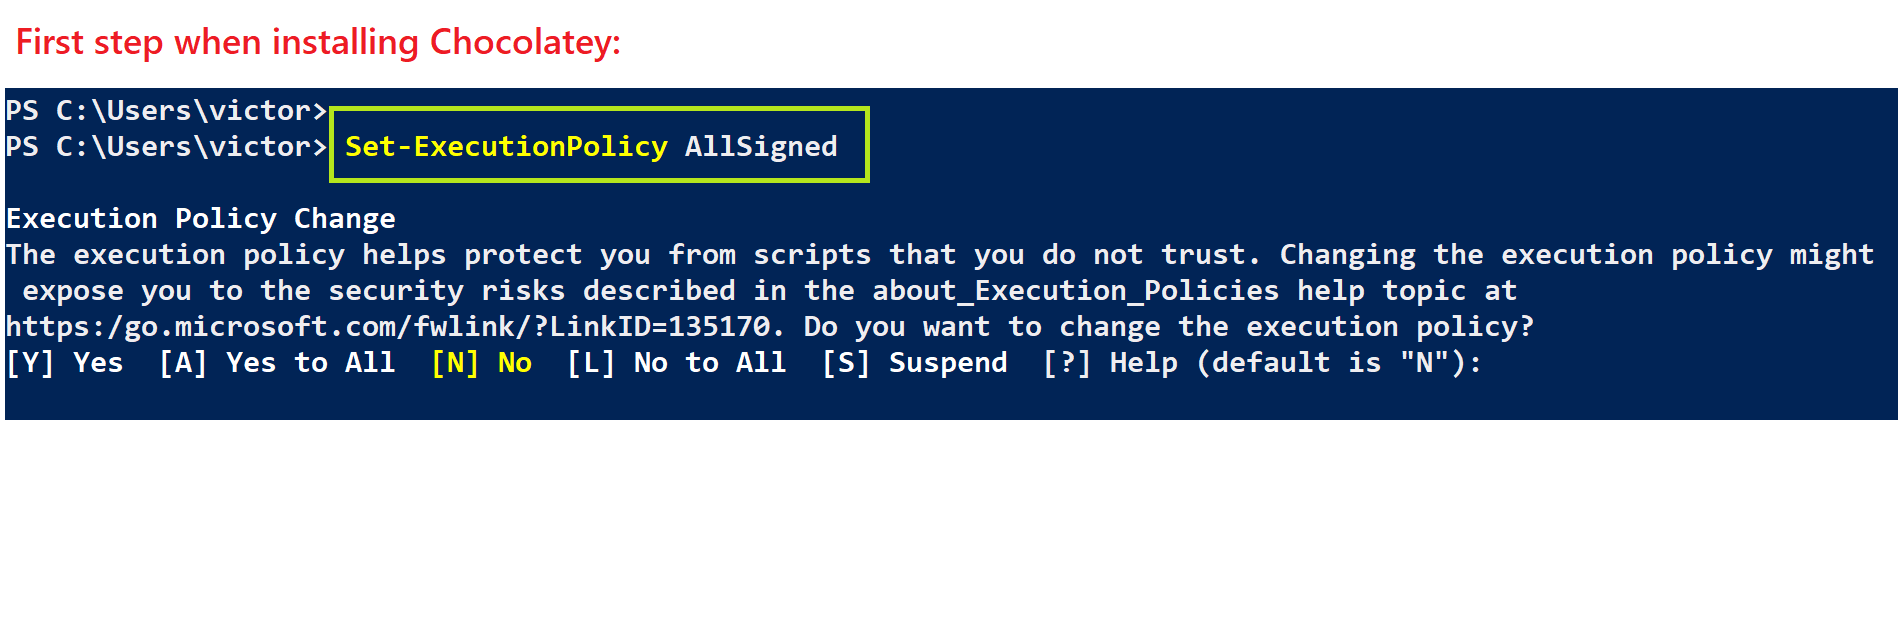 First step when installing Chocolatey:
PS C:\Users\victor>
PS C:\Users\victor> Set-ExecutionPolicy AllSigned
Execution Policy Change
The execution policy helps protect you from scripts that you do not trust. Changing the execution policy might
expose you to the security risks described in the about_Execution_Policies help topic at
https:/go.microsoft.com/fwlink/?LinkID=135170. Do you want to change the execution policy?
[Y] Yes  [A] Yes to All  [N] No  [L] No to All  [S] Suspend  [?] Help (default is "N"):